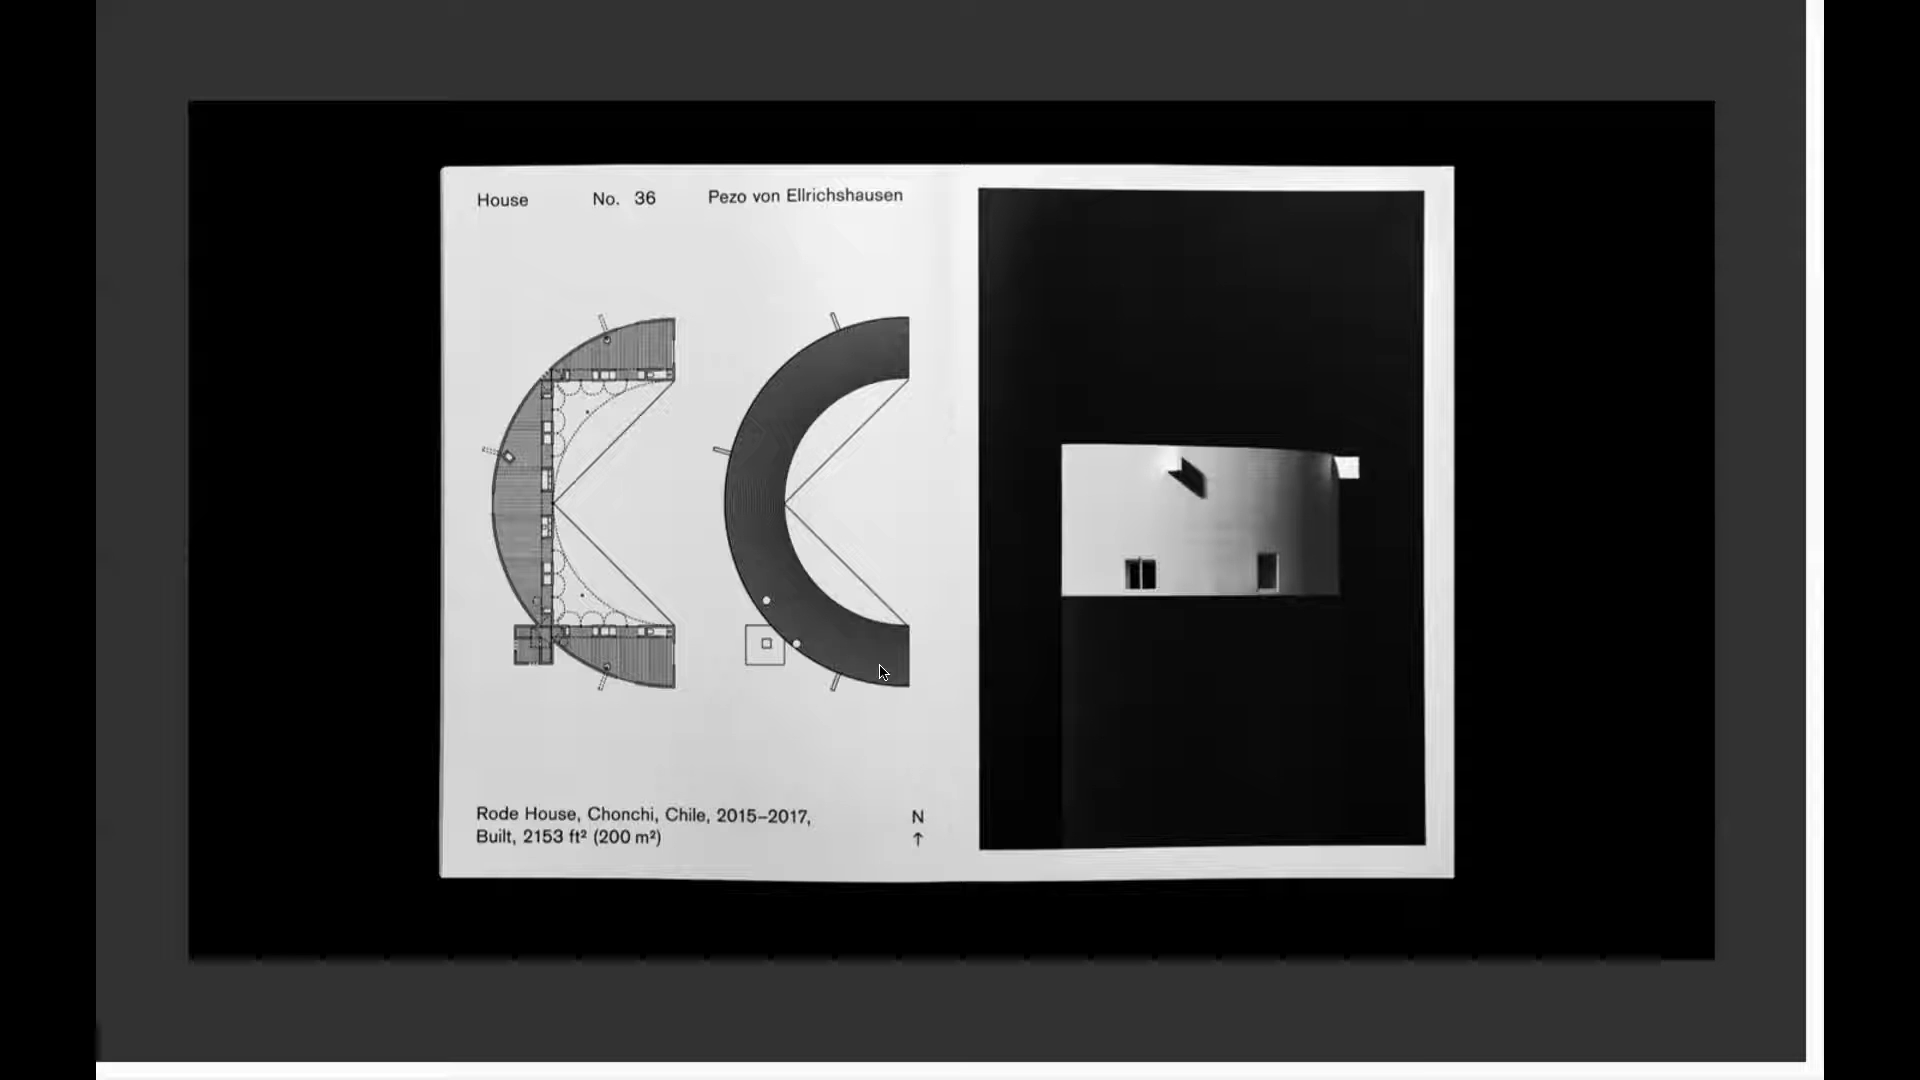 House No. 36 Pezo von Ellrichshausen
Rode House, Chonchi, Chile, 2015–2017,
Built, 2153 ft² (200 m²)
N
↑